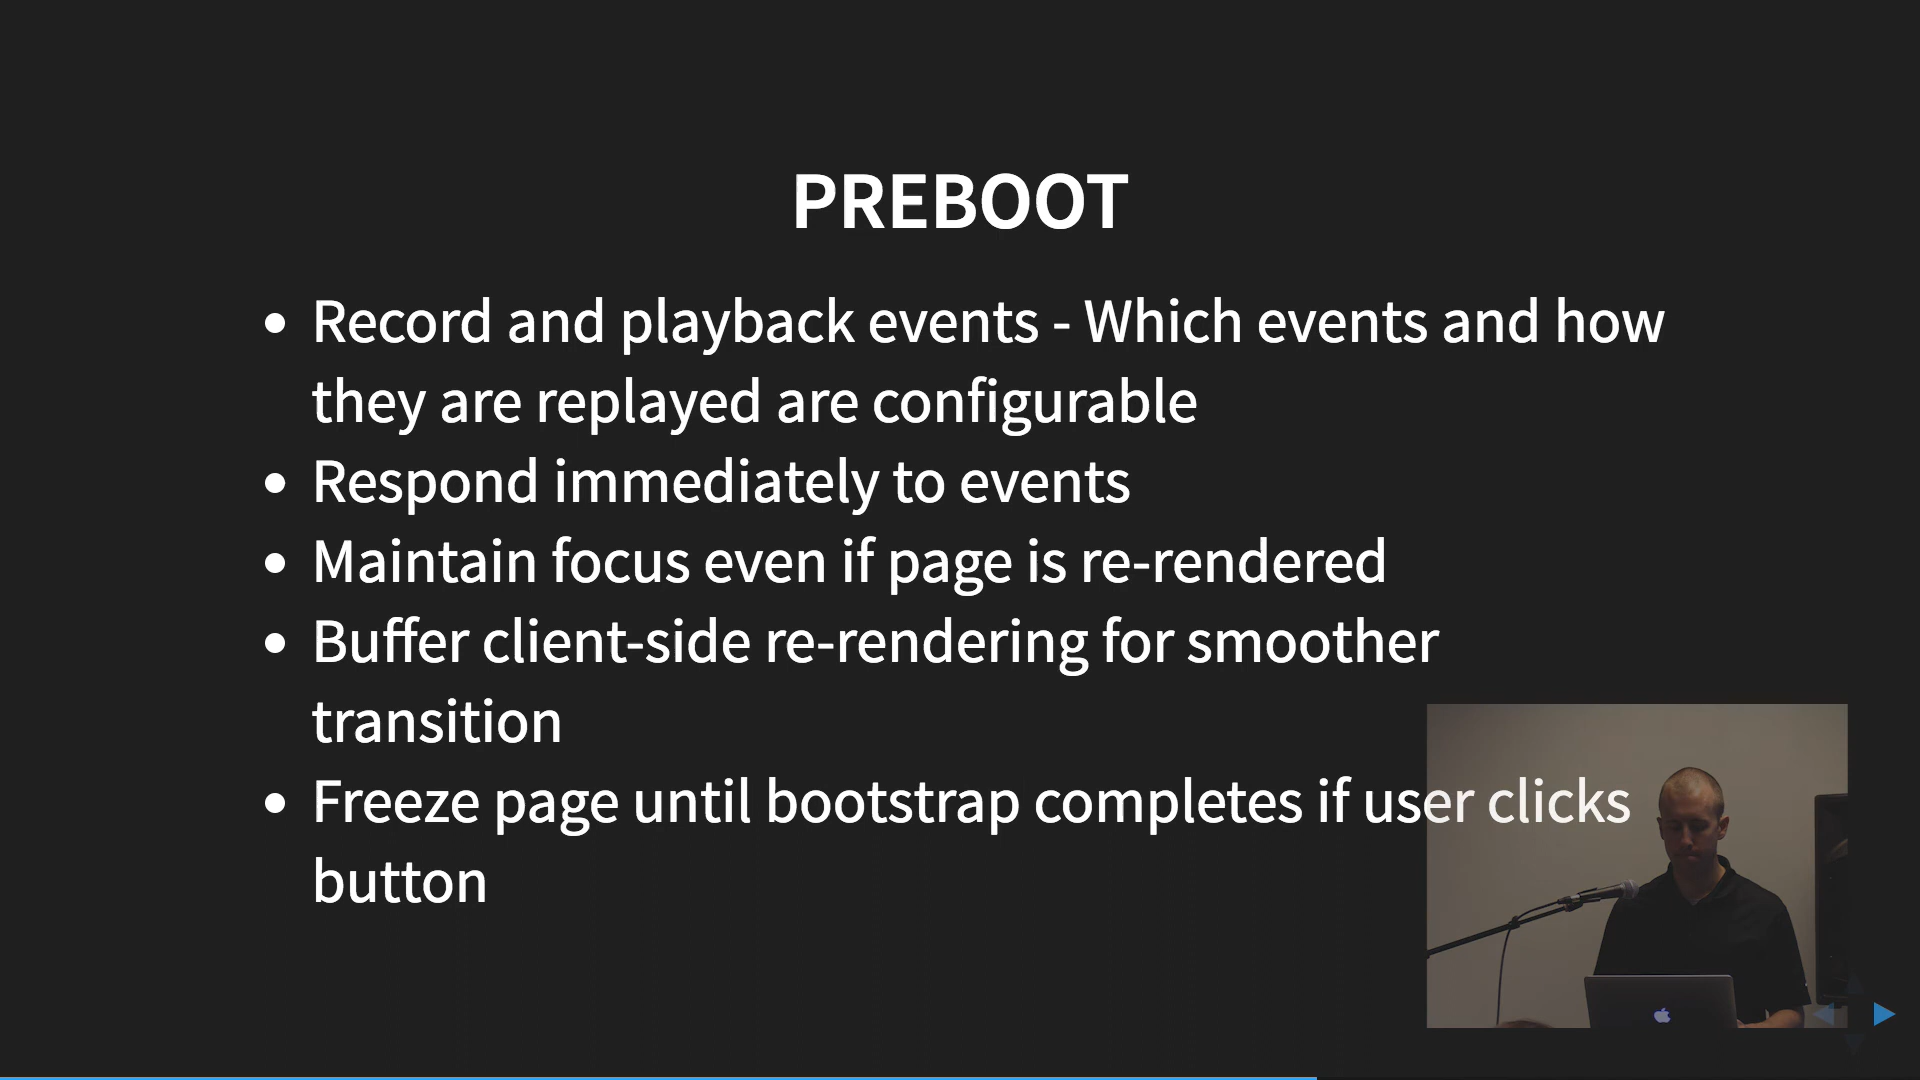 PREBOOT
• Record and playback events - Which events and how
they are replayed are configurable
• Respond immediately to events
• Maintain focus even if page is re-rendered
• Buffer client-side re-rendering for smoother
transition
• Freeze page until bootstrap completes if user clicks
button